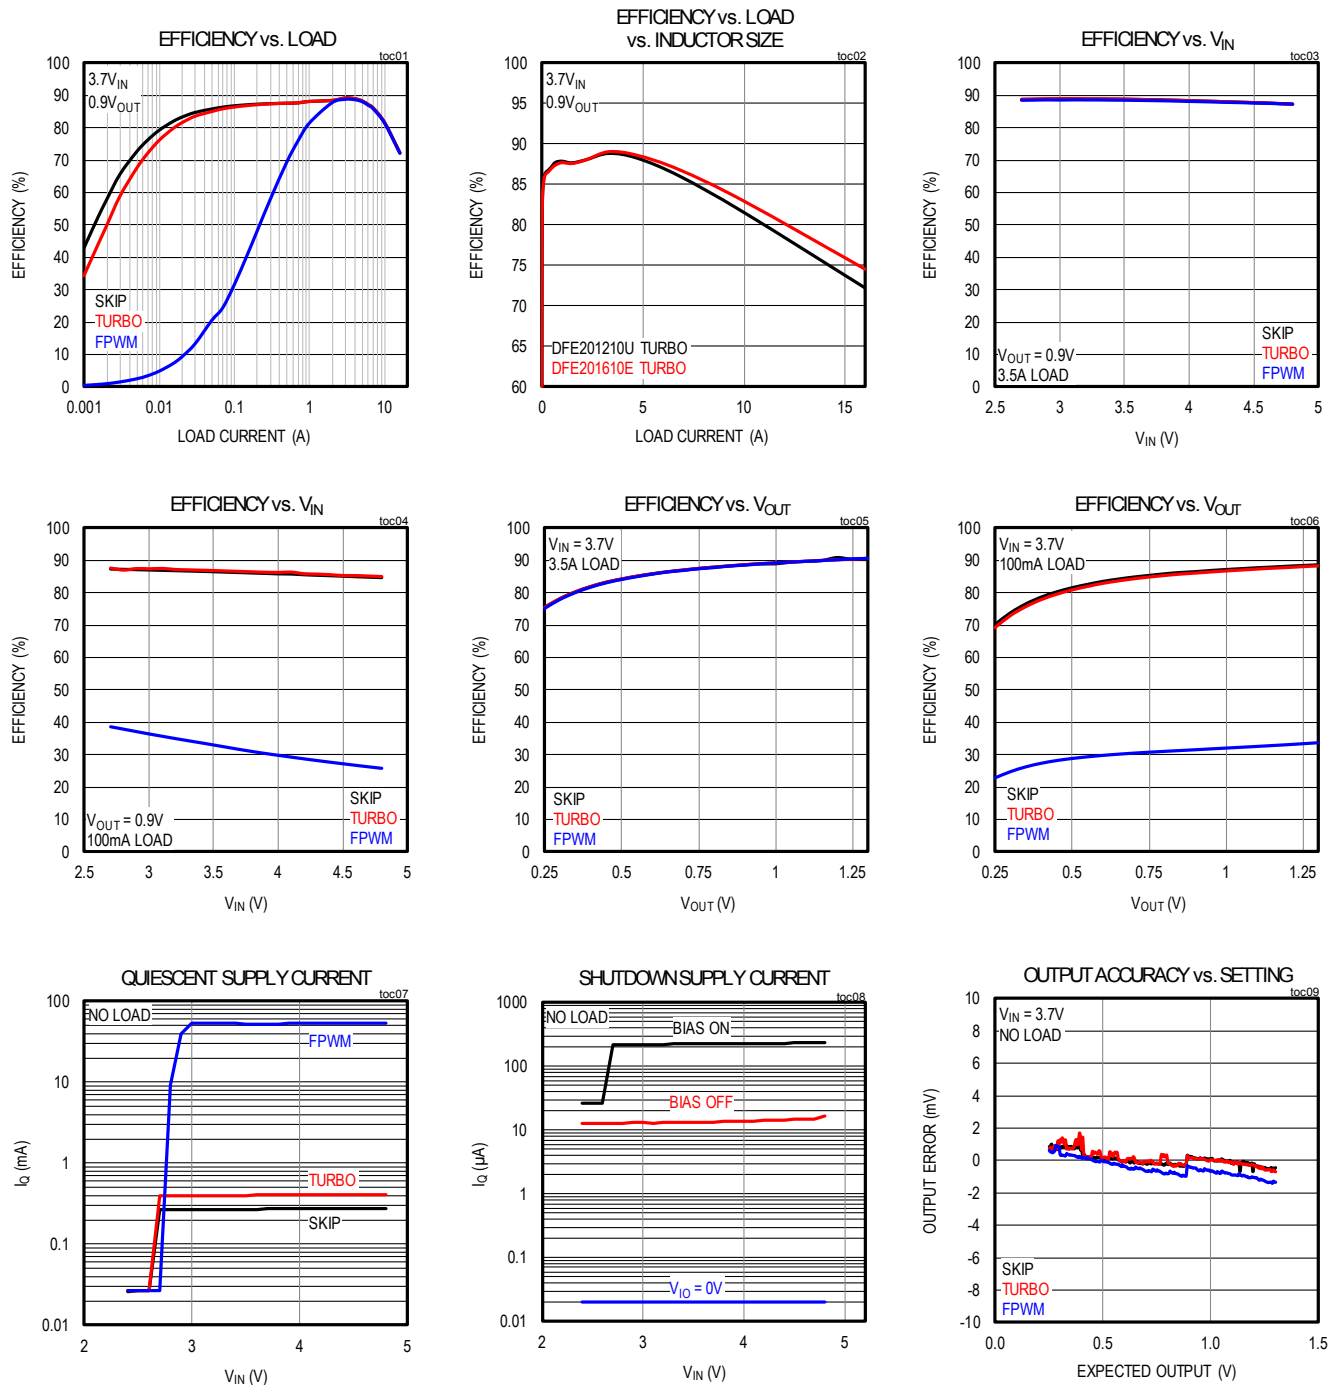 EFFICIENCY vs. LOAD
toc01
3.7VIN
0.9VOUT
100
90
80
70
60
50
40
30
20
10
0
EFFICIENCY (%)
SKIP
TURBO
FPWM
0.001
0.01
0.1
1
10
LOAD CURRENT (A)
EFFICIENCY vs. LOAD
vs. INDUCTOR SIZE
toc02
3.7VIN
0.9VOUT
100
95
90
85
80
75
70
65
60
EFFICIENCY (%)
DFE201210U TURBO
DFE201610E TURBO
0
5
10
15
LOAD CURRENT (A)
EFFICIENCY vs. VIN
toc03
100
90
80
70
60
50
40
30
20
10
0
EFFICIENCY (%)
VOUT = 0.9V
3.5A LOAD
SKIP
TURBO
FPWM
2.5
3
3.5
4
4.5
5
VIN (V)
EFFICIENCY vs. VIN
toc04
100
90
80
70
60
50
40
30
20
10
0
EFFICIENCY (%)
VOUT = 0.9V
100mA LOAD
SKIP
TURBO
FPWM
2.5
3
3.5
4
4.5
5
VIN (V)
EFFICIENCY vs. VOUT
toc05
VIN = 3.7V
3.5A LOAD
100
90
80
70
60
50
40
30
20
10
0
EFFICIENCY (%)
SKIP
TURBO
FPWM
0.25
0.5
0.75
1
1.25
VOUT (V)
EFFICIENCY vs. VOUT
toc06
VIN = 3.7V
100mA LOAD
100
90
80
70
60
50
40
30
20
10
0
EFFICIENCY (%)
SKIP
TURBO
FPWM
0.25
0.5
0.75
1
1.25
VOUT (V)
QUIESCENT SUPPLY CURRENT
toc07
NO LOAD
100
10
1
0.1
0.01
IQ (mA)
FPWM
TURBO
SKIP
2
3
4
5
VIN (V)
SHUTDOWN SUPPLY CURRENT
toc08
NO LOAD
1000
100
10
1
0.1
0.01
IQ (µA)
BIAS ON
BIAS OFF
VIO = 0V
2
3
4
5
VIN (V)
OUTPUT ACCURACY vs. SETTING
toc09
VIN = 3.7V
NO LOAD
10
8
6
4
2
0
-2
-4
-6
-8
-10
OUTPUT ERROR (mV)
SKIP
TURBO
FPWM
0.0
0.5
1.0
1.5
EXPECTED OUTPUT (V)